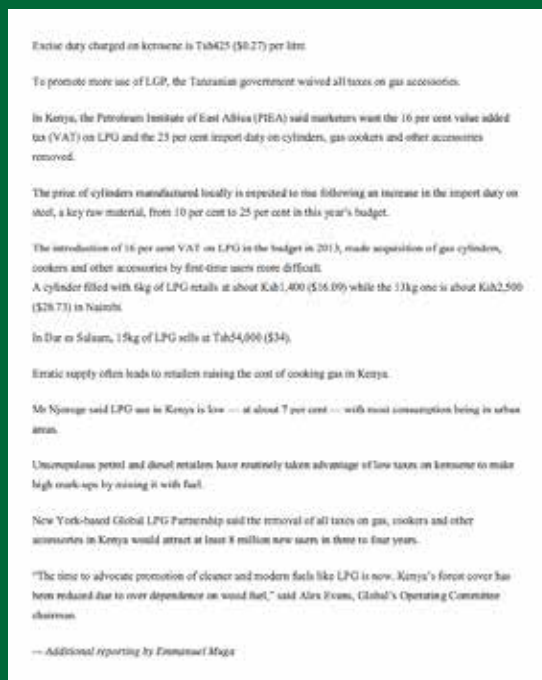 Excise duty charged on kerosene is Tsh425 ($0.27) per litre.
To promote more use of LGP, the Tanzanian government waived all taxes on gas accessories.
In Kenya, the Petroleum Institute of East Africa (PIEA) said marketers want the 16 per cent value added
tax (VAT) on LPG and the 25 per cent import duty on cylinders, gas cookers and other accessories
removed.
The price of cylinders manufactured locally is expected to rise following an increase in the import duty on
steel, a key raw material, from 10 per cent to 25 per cent in this year's budget.
The introduction of 16 per cent VAT on LPG in the budget in 2013, made acquisition of gas cylinders,
cookers and other accessories by first-time users more difficult.
A cylinder filled with 6kg of LPG retails at about Ksh1,400 ($16.09) while the 13kg one is about Ksh2,500
($28.73) in Nairobi.
In Dar es Salaam, 15kg of LPG sells at Tsh54,000 ($34).
Erratic supply often leads to retailers raising the cost of cooking gas in Kenya.
Mr Njoroge said LPG use in Kenya is low — at about 7 per cent — with most consumption being in urban
areas.
Unscrupulous petrol and diesel retailers have routinely taken advantage of low taxes on kerosene to make
high mark-ups by mixing it with fuel.
New York-based Global LPG Partnership said the removal of all taxes on gas, cookers and other
accessories in Kenya would attract at least 8 million new users in three to four years.
"The time to advocate promotion of cleaner and modern fuels like LPG is now. Kenya's forest cover has
been reduced due to over dependence on wood fuel," said Alex Evans, Global's Operating Committee
chairman.
— Additional reporting by Emmanuel Muga